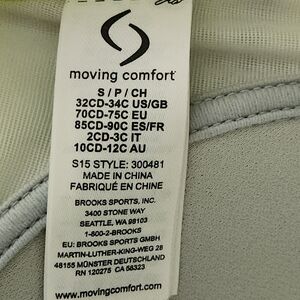 moving comfort
S / P / CH
32CD-34C US/GB
70CD-75C EU
85CD-90C ES/FR
2CD-3C IT
10CD-12C AU
S15 STYLE: 300481
MADE IN CHINA
FABRIQUÉ EN CHINE
BROOKS SPORTS, INC.
3400 STONE WAY
SEATTLE, WA 98103
1-800-2-BROOKS
EU: BROOKS SPORTS GMBH
MARTIN-LUTHER-KING-WEG 28
48155 MÜNSTER DEUTSCHLAND
RN 120275 CA 58323
www.movingcomfort.com